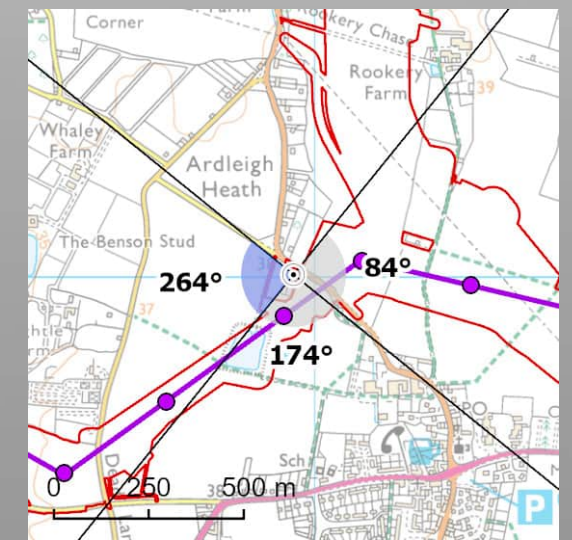 Corner
Rookery Chase
Rookery
Farm
39
Whaley
Farm
Ardleigh
Heath
The Benson Stud
264°
84°
37
174°
Sch
0
250
500 m
38
P